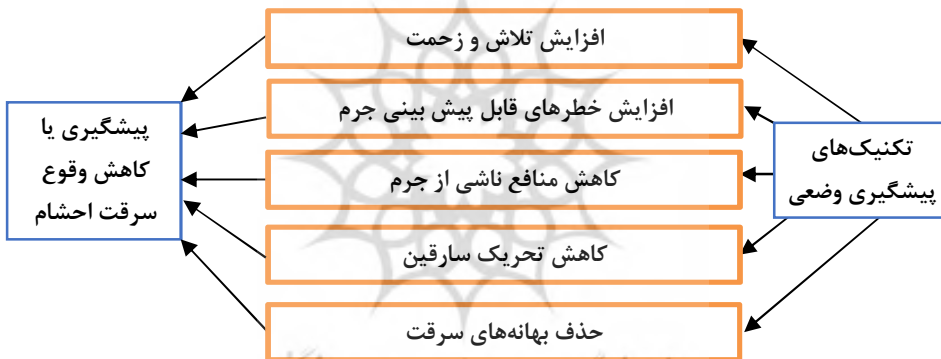 تکنیک‌های
پیشگیری وضعی
افزایش تلاش و زحمت
افزایش خطرهای قابل پیش بینی جرم
کاهش منافع ناشی از جرم
کاهش تحریک سارقین
حذف بهانه‌های سرقت
پیشگیری یا
کاهش وقوع
سرقت احشام